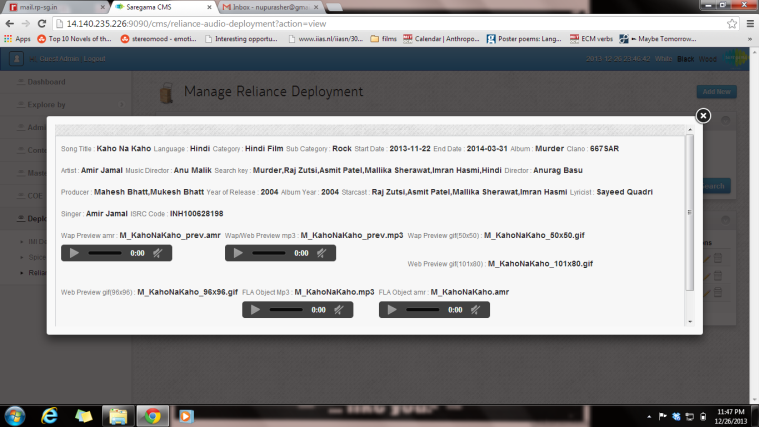 mail.rp-sg.in
Saregama CMS
Inbox - nupurasher@gma
14.140.235.226:9090/cms/reliance-audio-deployment?action=view
Apps
Top 10 Novels of th...
stereomood - emoti...
Interesting opportu...
www.iias.nl/iiasn/30...
films
Calendar | Anthropo...
Poster poems: Lang...
ECM verbs
← Maybe Tomorrow...
Guest Admin Logout
White Black Wood
Dashboard
Manage Reliance Deployment
Add New
Explore by
Song Title : Kaho Na Kaho Language : Hindi Category : Hindi Film Sub Category : Rock Start Date : 2013-11-22 End Date : 2014-03-31 Album : Murder Clano : 667SAR
Artist : Amir Jamal Music Director : Anu Malik Search key : Murder,Raj Zutsi,Asmit Patel,Mallika Sherawat,Imran Hasmi,Hindi Director : Anurag Basu
Producer : Mahesh Bhatt,Mukesh Bhatt Year of Release : 2004 Album Year : 2004 Starcast : Raj Zutsi,Asmit Patel,Mallika Sherawat,Imran Hasmi Lyricist : Sayeed Quadri
Singer : Amir Jamal ISRC Code : INH100628198
Wap Preview amr : M_KahoNaKaho_prev.amr Wap/Web Preview mp3 : M_KahoNaKaho_prev.mp3 Wap Preview gif(50x50) : M_KahoNaKaho_50x50.gif
0:00
0:00
Web Preview gif(101x80) : M_KahoNaKaho_101x80.gif
Web Preview gif(96x96) : M_KahoNaKaho_96x96.gif FLA Object Mp3 : M_KahoNaKaho.mp3 FLA Object amr : M_KahoNaKaho.amr
0:00
0:00
11:47 PM
12/26/2013